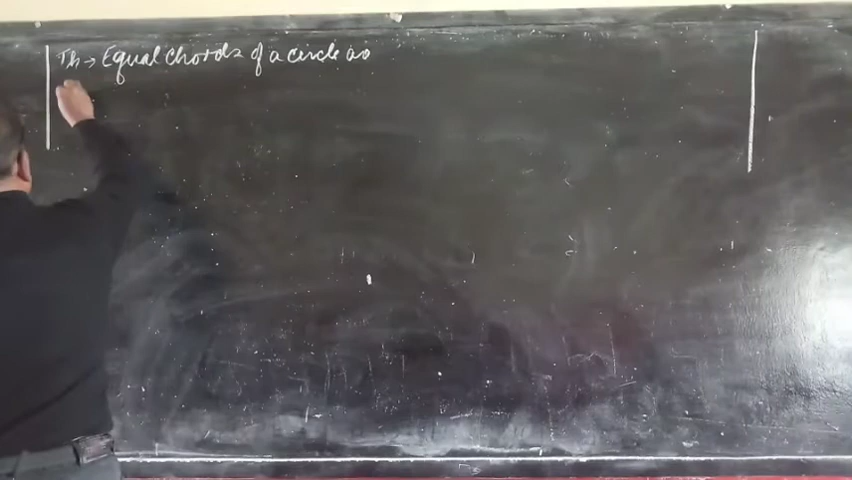 Th → Equal chords of a circle are